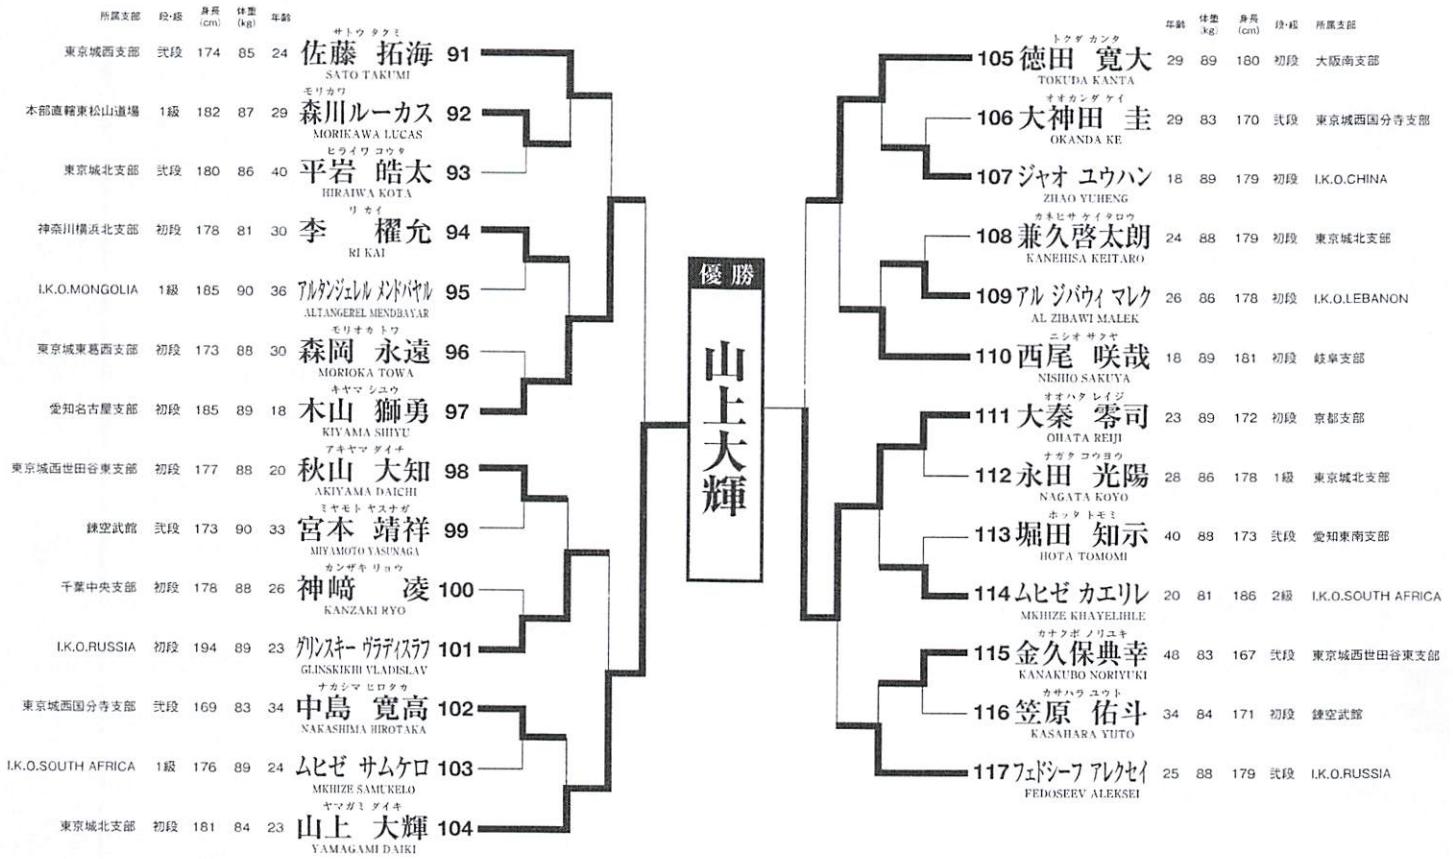 所属支部 段・級 身長(cm) 体重(kg) 年齢
サトウ タクミ
東京城西支部 弐段 174 85 24 佐藤 拓海 91
SATO TAKUMI
モリカワ
本部直轄東松山道場 1級 182 87 29 森川ルーカス 92
MORIKAWA LUCAS
ヒライワ コウタ
東京城北支部 弐段 180 86 40 平岩 皓太 93
HIRAIWA KOTA
リ カイ
神奈川横浜北支部 初段 178 81 30 李 櫂允 94
RI KAI
I.K.O.MONGOLIA 1級 185 90 36 アルタンジェレル メンドバヤル 95
ALTANGEREL MENDBAYAR
モリオカ トワ
東京城東葛西支部 初段 173 88 30 森岡 永遠 96
MORIOKA TOWA
キヤマ シユウ
愛知名古屋支部 初段 185 89 18 木山 獅勇 97
KIYAMA SHIYU
アキヤマ ダイチ
東京城西世田谷東支部 初段 177 88 20 秋山 大知 98
AKIYAMA DAICHI
ミヤモト ヤスナガ
錬空武館 弐段 173 90 33 宮本 靖祥 99
MIYAMOTO YASUNAGA
カンザキ リョウ
千葉中央支部 初段 178 88 26 神﨑 凌 100
KANZAKI RYO
I.K.O.RUSSIA 初段 194 89 23 グリンスキー ヴラディスラフ 101
GLINSKIKHI VLADISLAV
ナカシマ ヒロタカ
東京城西国分寺支部 弐段 169 83 34 中島 寛高 102
NAKASHIMA HIROTAKA
I.K.O.SOUTH AFRICA 1級 176 89 24 ムヒゼ サムケロ 103
MKHIZE SAMUKELO
ヤマガミ ダイキ
東京城北支部 初段 181 84 23 山上 大輝 104
YAMAGAMI DAIKI
優勝
山上大輝
年齢 体重(kg) 身長(cm) 段・級 所属支部
トクダ カンタ
105 徳田 寛大 29 89 180 初段 大阪南支部
TOKUDA KANTA
オオカンダ ケイ
106 大神田 圭 29 83 170 弐段 東京城西国分寺支部
OKANDA KE
107 ジャオ ユウハン 18 89 179 初段 I.K.O.CHINA
ZHAO YUHENG
カネヒサ ケイタロウ
108 兼久啓太朗 24 88 179 初段 東京城北支部
KANEHISA KEITARO
109 アル ジバウィ マレク 26 86 178 初段 I.K.O.LEBANON
AL ZIBAWI MALEK
ニシオ サクヤ
110 西尾 咲哉 18 89 181 初段 岐阜支部
NISHIO SAKUYA
オオハタ レイジ
111 大秦 零司 23 89 172 初段 京都支部
OHATA REIJI
ナガタ コウヨウ
112 永田 光陽 28 86 178 1級 東京城北支部
NAGATA KOYO
ホッタ トモミ
113 堀田 知示 40 88 173 弐段 愛知東南支部
HOTA TOMOMI
114 ムヒゼ カエリレ 20 81 186 2級 I.K.O.SOUTH AFRICA
MKHIZE KHAYELIHLE
カナクボ ノリユキ
115 金久保典幸 48 83 167 弐段 東京城西世田谷東支部
KANAKUBO NORIYUKI
カサハラ ユウト
116 笠原 佑斗 34 84 171 初段 錬空武館
KASAHARA YUTO
117 フェドシーフ アレクセイ 25 88 179 弐段 I.K.O.RUSSIA
FEDOSEEV ALEKSEI